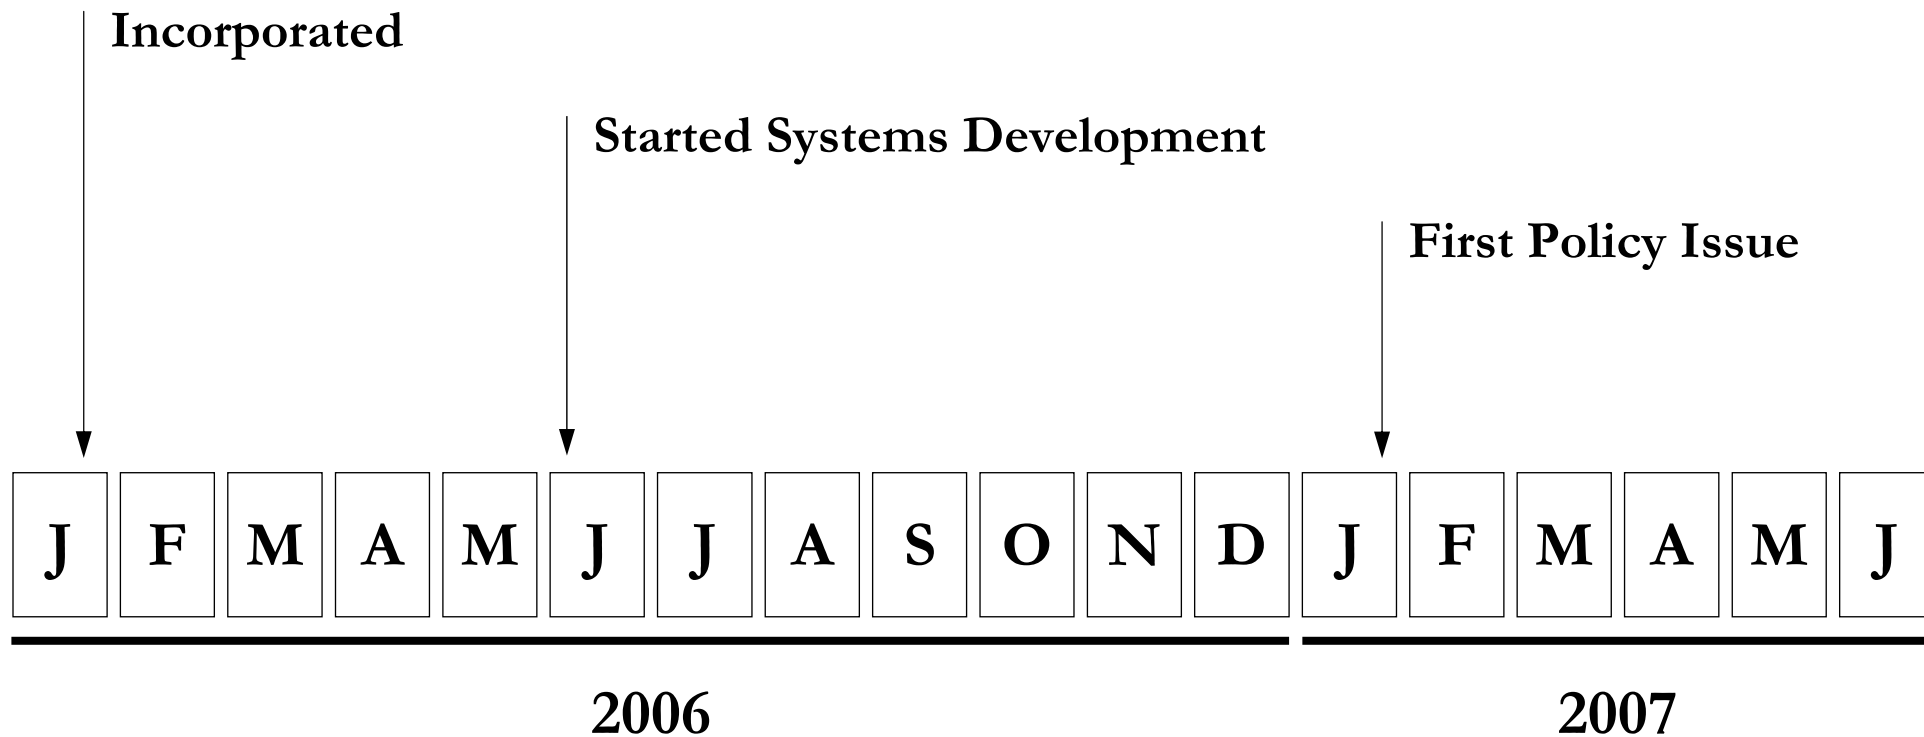 Incorporated
Started Systems Development
First Policy Issue
J F M A M J J A S O N D J F M A M J
2006 2007